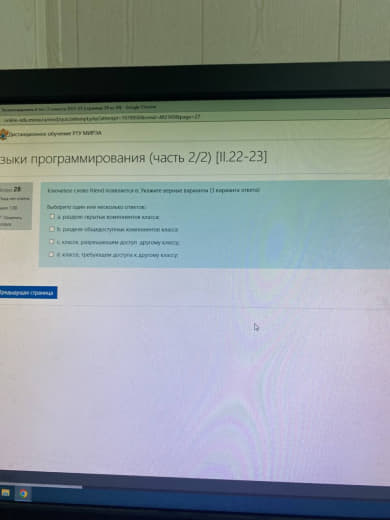 Дистанционное обучение РТУ МИРЭА
зыки программирования (часть 2/2) [II.22-23]
28
Ключевое слово friend появляется в: Укажите верные варианты (3 варианта ответа)
Выберите один или несколько ответов:
a. разделе скрытых компонентов класса;
b. разделе общедоступных компонентов класса;
c. классе, разрешающем доступ другому классу;
d. классе, требующем доступа к другому классу;
Предыдущая страница